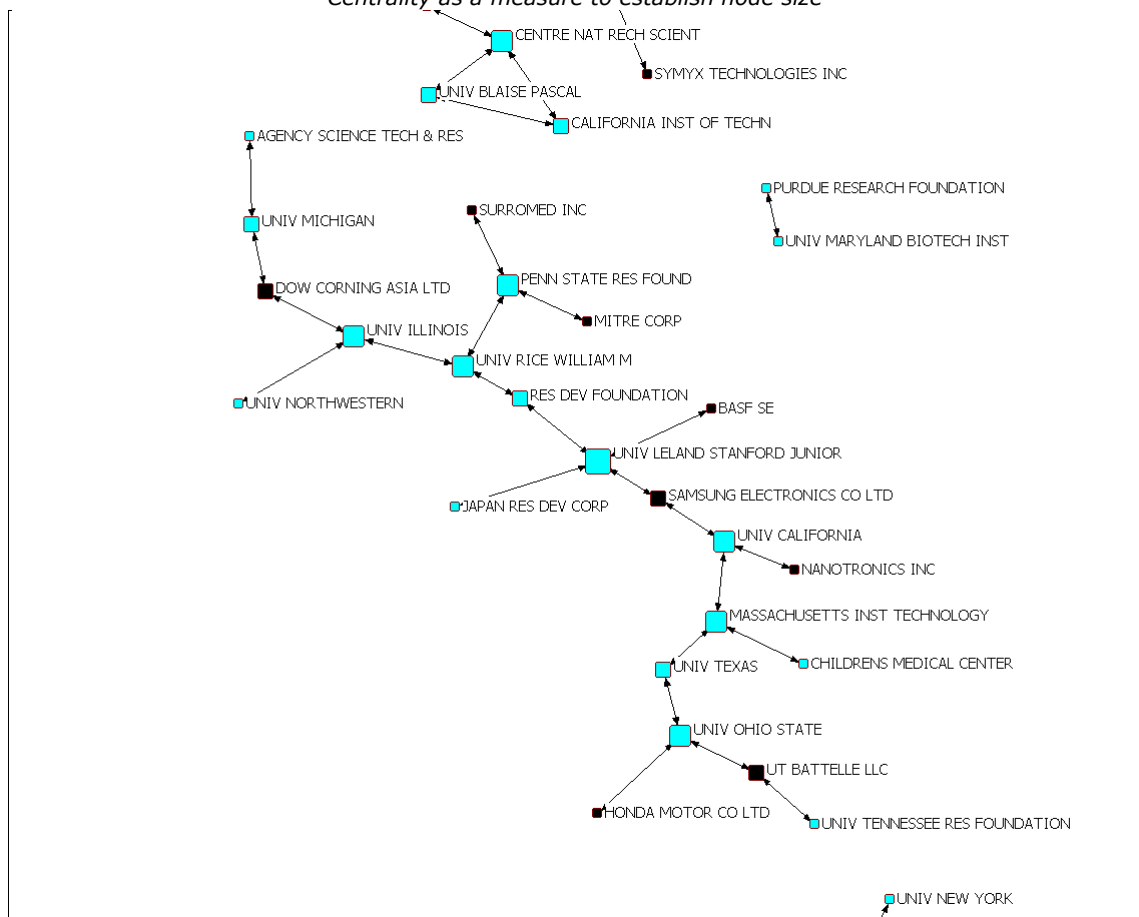 Centrality as a measure to establish node size
CENTRE NAT RECH SCIENT
SYMYX TECHNOLOGIES INC
UNIV BLAISE PASCAL
CALIFORNIA INST OF TECHN
AGENCY SCIENCE TECH & RES
PURDUE RESEARCH FOUNDATION
SURROMED INC
UNIV MICHIGAN
UNIV MARYLAND BIOTECH INST
PENN STATE RES FOUND
DOW CORNING ASIA LTD
MITRE CORP
UNIV ILLINOIS
UNIV RICE WILLIAM M
RES DEV FOUNDATION
UNIV NORTHWESTERN
BASF SE
UNIV LELAND STANFORD JUNIOR
SAMSUNG ELECTRONICS CO LTD
JAPAN RES DEV CORP
UNIV CALIFORNIA
NANOTRONICS INC
MASSACHUSETTS INST TECHNOLOGY
CHILDRENS MEDICAL CENTER
UNIV TEXAS
UNIV OHIO STATE
UT BATTELLE LLC
HONDA MOTOR CO LTD
UNIV TENNESSEE RES FOUNDATION
UNIV NEW YORK